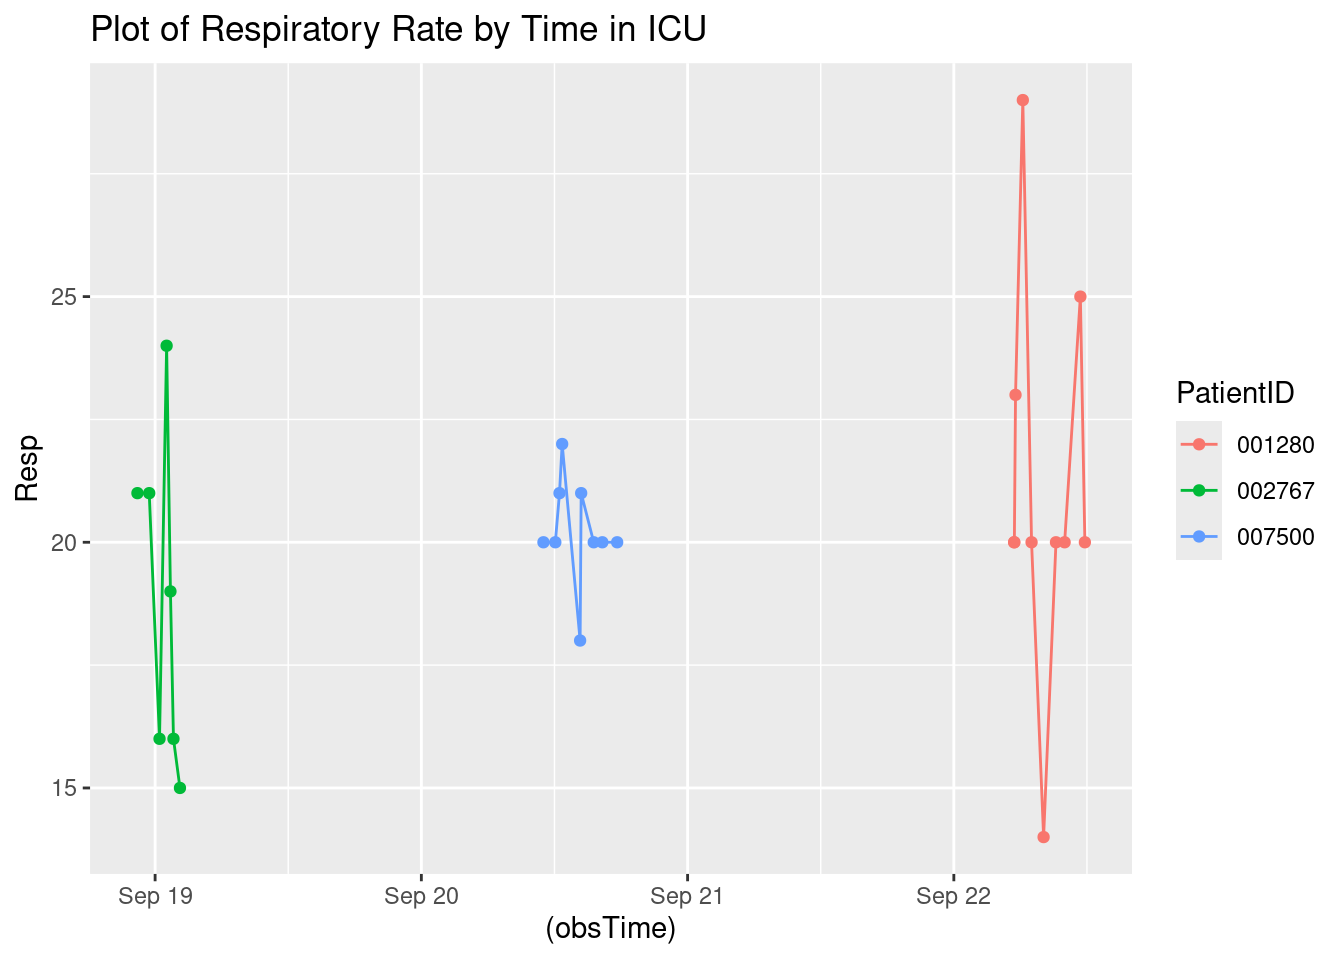 Plot of Respiratory Rate by Time in ICU
Resp
25
20
15
Sep 19
Sep 20
Sep 21
Sep 22
(obsTime)
PatientID
001280
002767
007500